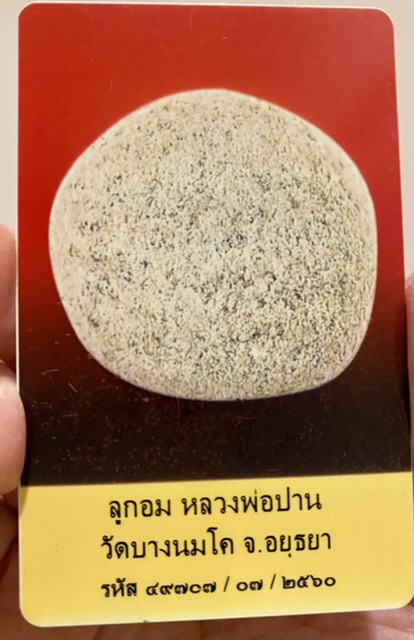 ลูกอม หลวงพ่อปาน
วัดบางนมโค จ.อยุธยา
รหัส ๔๙๗๐๗ / ๐๗ / ๒๕๖๐